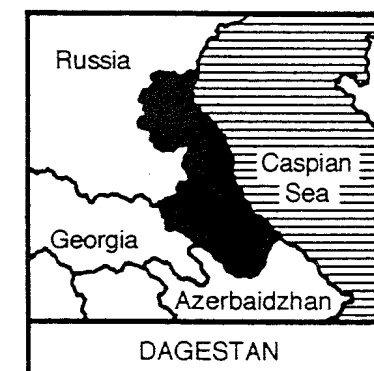 Russia
Caspian
Sea
Georgia
Azerbaidzhan
DAGESTAN